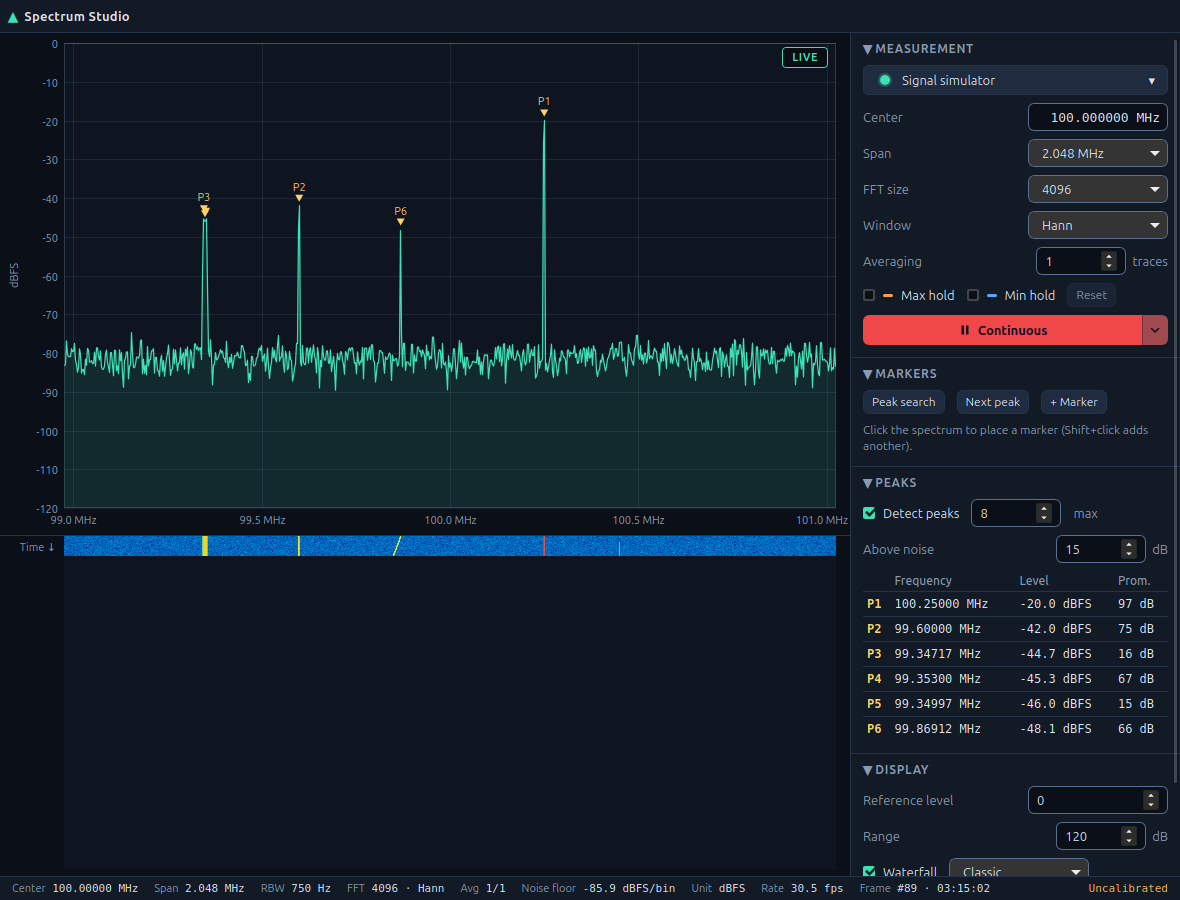 Spectrum Studio
0
-10
-20
-30
-40
-50
-60
-70
-80
-90
-100
-110
-120
dBFS
LIVE
P1
P2
P3
P6
99.0 MHz 99.5 MHz 100.0 MHz 100.5 MHz 101.0 MHz
Time ↓
▼ MEASUREMENT
Signal simulator ▼
Center 100.000000 MHz
Span 2.048 MHz
FFT size 4096
Window Hann
Averaging 1 traces
Max hold Min hold Reset
Continuous
▼ MARKERS
Peak search Next peak + Marker
Click the spectrum to place a marker (Shift+click adds
another).
▼ PEAKS
Detect peaks 8 max
Above noise 15 dB
Frequency Level Prom.
P1 100.25000 MHz -20.0 dBFS 97 dB
P2 99.60000 MHz -42.0 dBFS 75 dB
P3 99.34717 MHz -44.7 dBFS 16 dB
P4 99.35300 MHz -45.3 dBFS 67 dB
P5 99.34997 MHz -46.0 dBFS 15 dB
P6 99.86912 MHz -48.1 dBFS 66 dB
▼ DISPLAY
Reference level 0
Range 120 dB
Waterfall Classic
Center 100.00000 MHz Span 2.048 MHz RBW 750 Hz FFT 4096 · Hann Avg 1/1 Noise floor -85.9 dBFS/bin Unit dBFS Rate 30.5 fps Frame #89 · 03:15:02 Uncalibrated